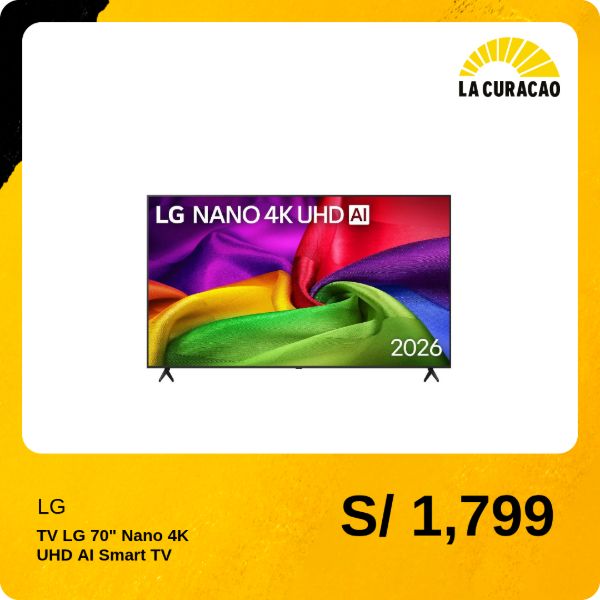 LA CURACAO
LG NANO 4K UHD AI
2026
LG
TV LG 70" Nano 4K
UHD AI Smart TV
S/ 1,799